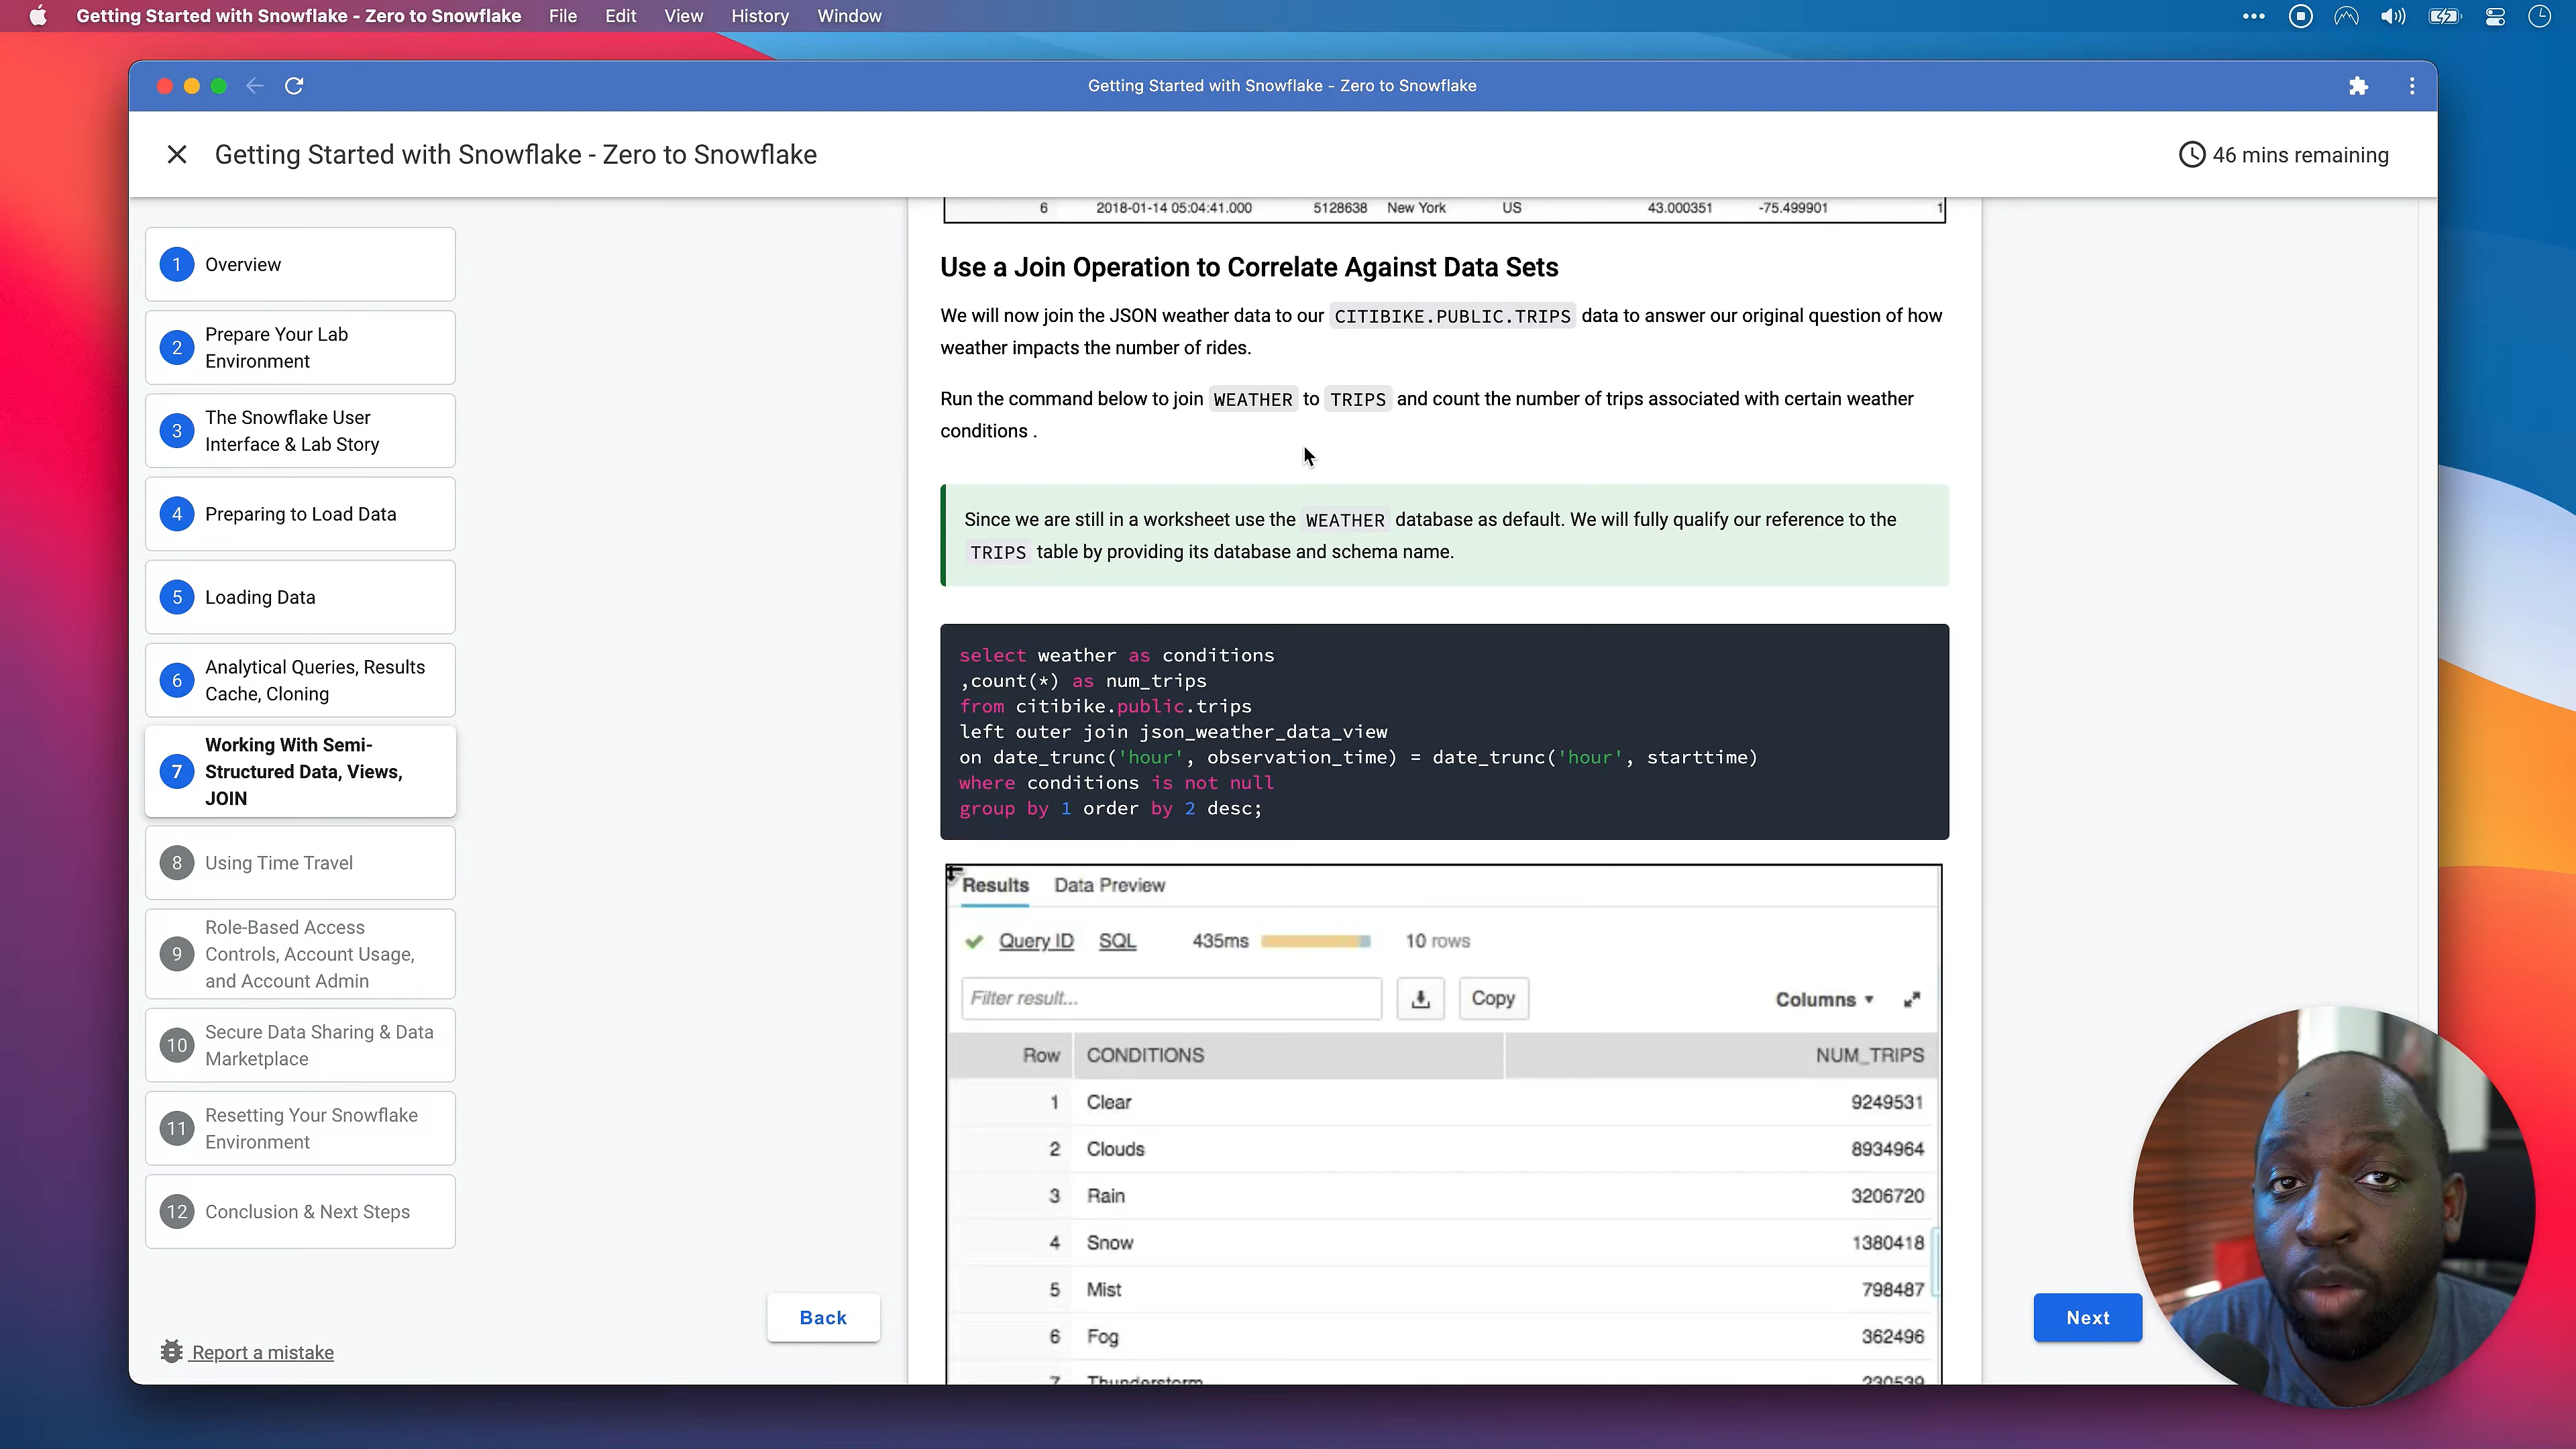 Getting Started with Snowflake - Zero to Snowflake File Edit View History Window
Getting Started with Snowflake - Zero to Snowflake
Getting Started with Snowflake - Zero to Snowflake
46 mins remaining
1 Overview
2 Prepare Your Lab
Environment
3 The Snowflake User
Interface & Lab Story
4 Preparing to Load Data
5 Loading Data
6 Analytical Queries, Results
Cache, Cloning
7 Working With Semi-
Structured Data, Views,
JOIN
8 Using Time Travel
9 Role-Based Access
Controls, Account Usage,
and Account Admin
10 Secure Data Sharing & Data
Marketplace
11 Resetting Your Snowflake
Environment
12 Conclusion & Next Steps
Report a mistake
Back
6 2018-01-14 05:04:41.000 5128638 New York US 43.000351 -75.499901 1
Use a Join Operation to Correlate Against Data Sets
We will now join the JSON weather data to our CITIBIKE.PUBLIC.TRIPS data to answer our original question of how
weather impacts the number of rides.
Run the command below to join WEATHER to TRIPS and count the number of trips associated with certain weather
conditions .
Since we are still in a worksheet use the WEATHER database as default. We will fully qualify our reference to the
TRIPS table by providing its database and schema name.
select weather as conditions
,count(*) as num_trips
from citibike.public.trips
left outer join json_weather_data_view
on date_trunc('hour', observation_time) = date_trunc('hour', starttime)
where conditions is not null
group by 1 order by 2 desc;
Results Data Preview
Query ID SQL 435ms 10 rows
Filter result... Copy Columns
Row CONDITIONS NUM_TRIPS
1 Clear 9249531
2 Clouds 8934964
3 Rain 3206720
4 Snow 1380418
5 Mist 798487
6 Fog 362496
7 Thunderstorm 230539
Next